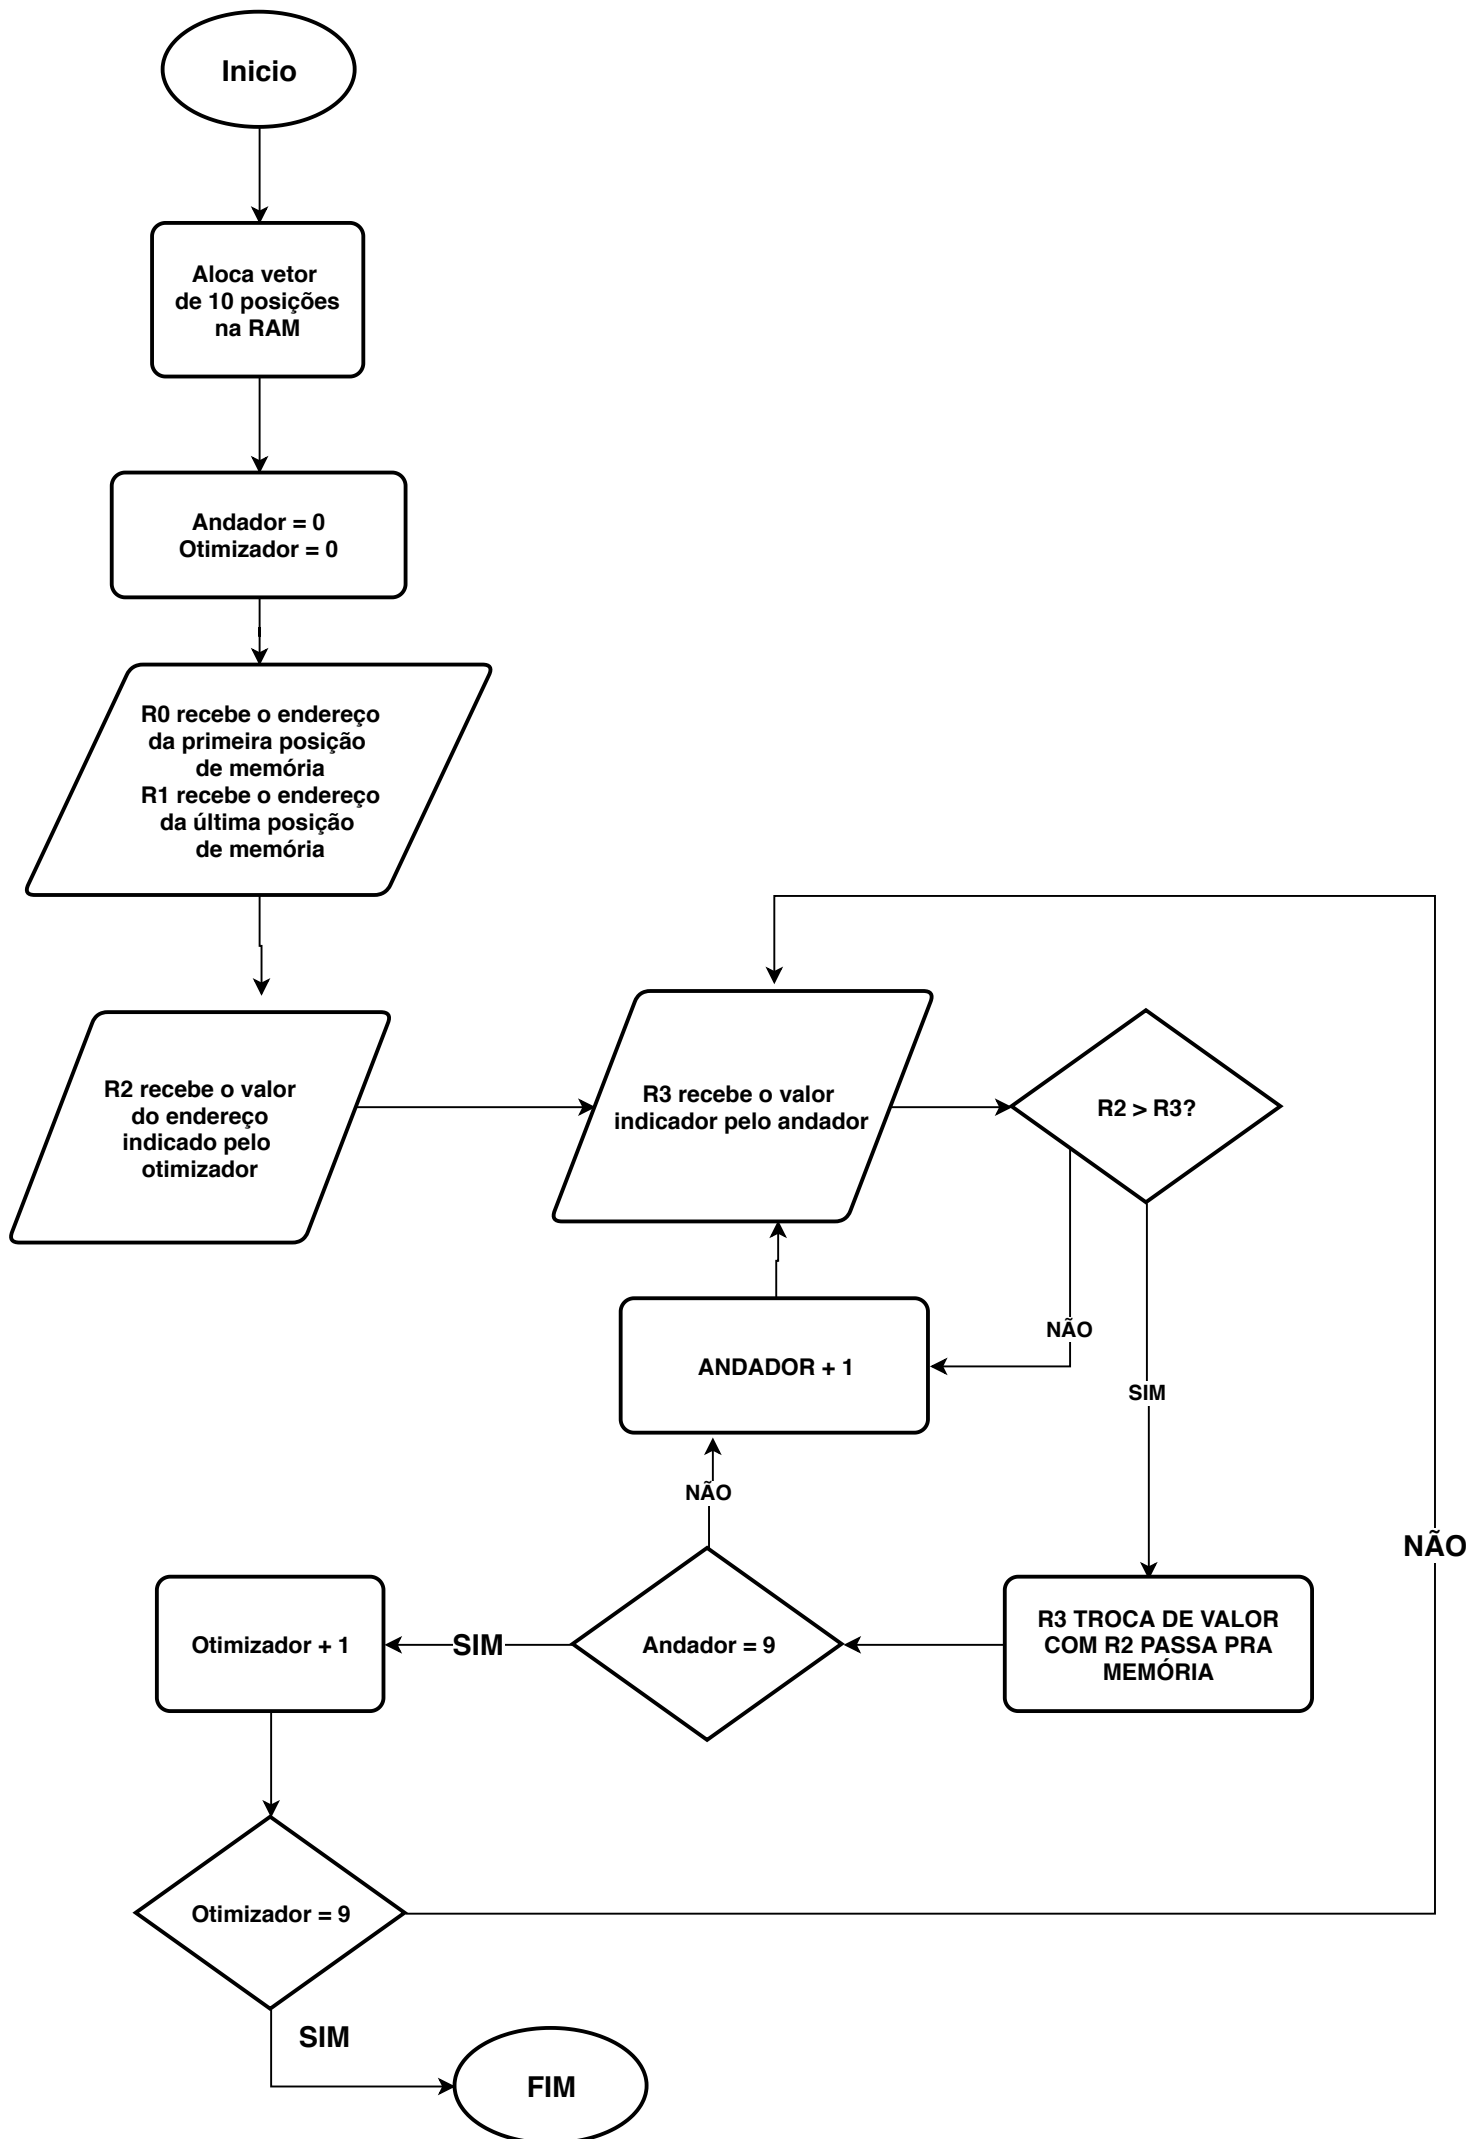 Inicio
Aloca vetor
de 10 posições
na RAM
Andador = 0
Otimizador = 0
R0 recebe o endereço
da primeira posição
de memória
R1 recebe o endereço
da última posição
de memória
R2 recebe o valor
do endereço
indicado pelo
otimizador
R3 recebe o valor
indicador pelo andador
R2 > R3?
NÃO
ANDADOR + 1
SIM
NÃO
NÃO
Otimizador + 1
SIM
Andador = 9
R3 TROCA DE VALOR
COM R2 PASSA PRA
MEMÓRIA
Otimizador = 9
SIM
FIM